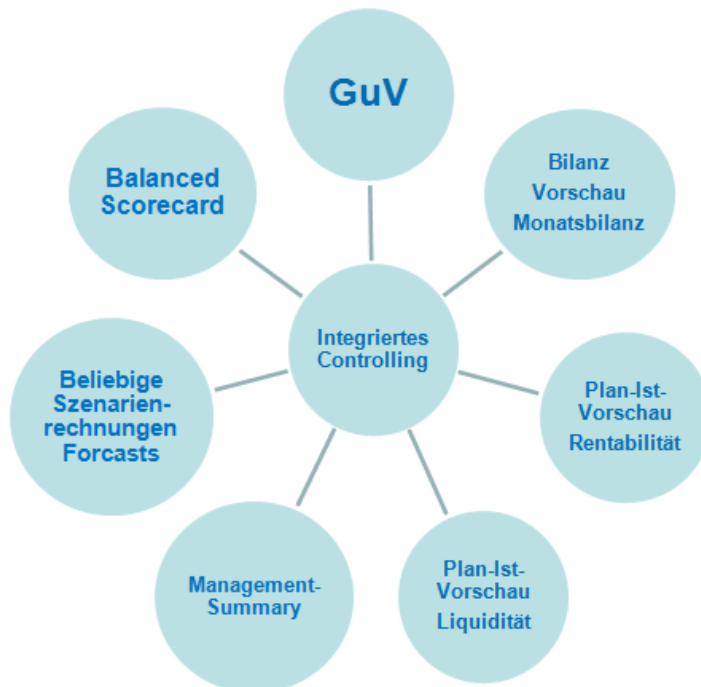 GuV
Bilanz
Vorschau
Monatsbilanz
Plan-Ist-
Vorschau
Rentabilität
Plan-Ist-
Vorschau
Liquidität
Management-
Summary
Beliebige
Szenarien-
rechnungen
Forcasts
Balanced
Scorecard
Integriertes
Controlling